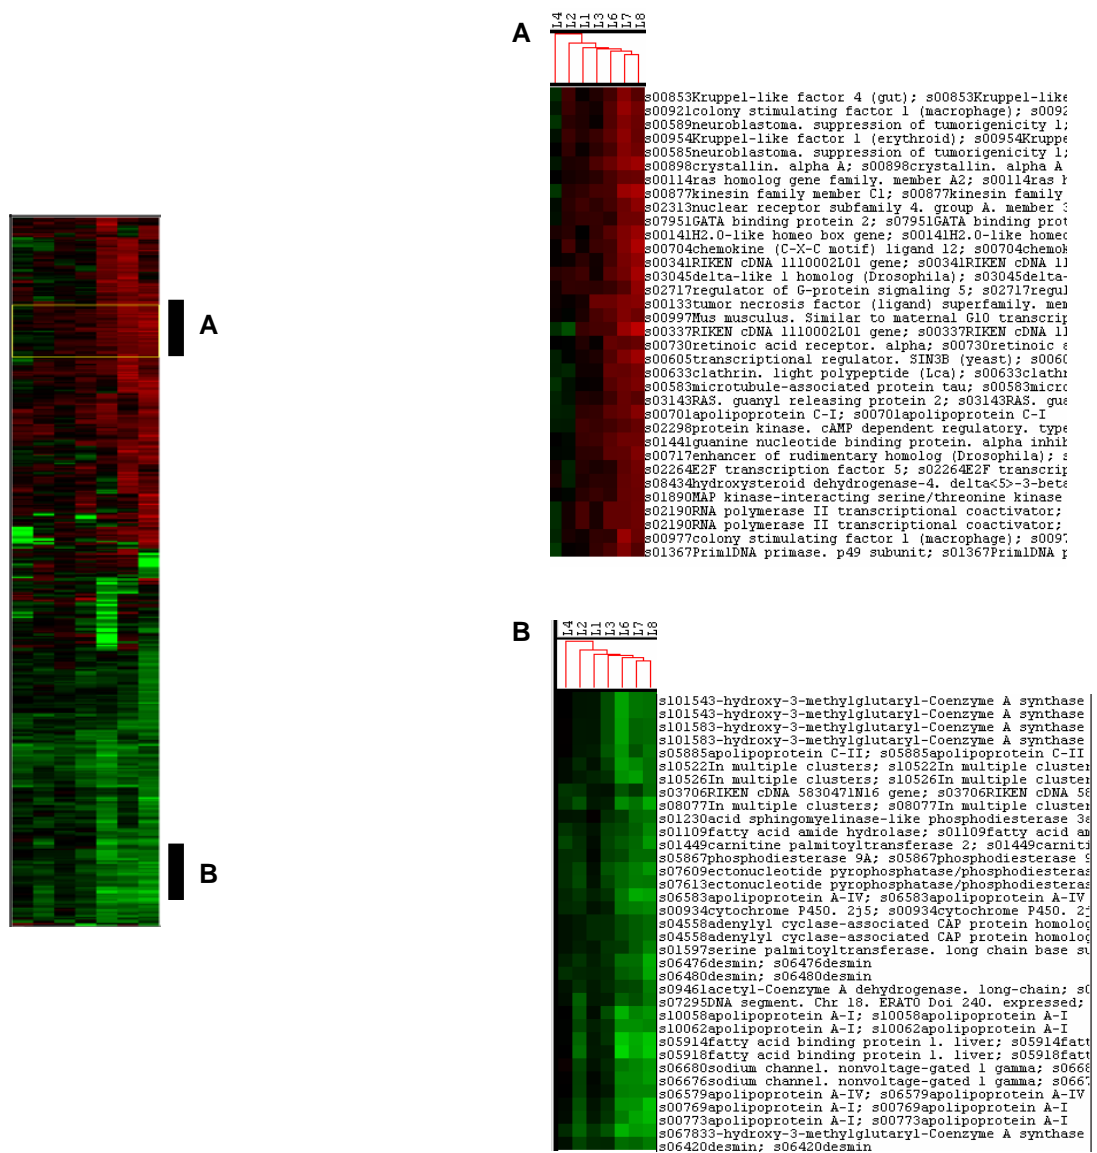 A
L4 L2 L1 L3 L6 L7 L8
s00853Kruppel-like factor 4 (gut); s00853Kruppel-like
s00921colony stimulating factor 1 (macrophage); s0092
s00589neuroblastoma. suppression of tumorigenicity 1;
s00954Kruppel-like factor 1 (erythroid); s00954Kruppe
s00585neuroblastoma. suppression of tumorigenicity 1;
s00898crystallin. alpha A; s00898crystallin. alpha A
s00114ras homolog gene family. member A2; s00114ras h
s00877kinesin family member C1; s00877kinesin family
s02313nuclear receptor subfamily 4. group A. member 3
s07951GATA binding protein 2; s07951GATA binding prot
s00141H2.0-like homeo box gene; s00141H2.0-like homeo
s00704chemokine (C-X-C motif) ligand 12; s00704chemok
s00341RIKEN cDNA 1110002L01 gene; s00341RIKEN cDNA 11
s03045delta-like 1 homolog (Drosophila); s03045delta-
s02717regulator of G-protein signaling 5; s02717regul
s00133tumor necrosis factor (ligand) superfamily. mem
s00997Mus musculus. Similar to maternal G10 transcrip
s00337RIKEN cDNA 1110002L01 gene; s00337RIKEN cDNA 11
s00730retinoic acid receptor. alpha; s00730retinoic a
s00605transcriptional regulator. SIN3B (yeast); s0060
s00633clathrin. light polypeptide (Lca); s00633clathr
s00583microtubule-associated protein tau; s00583micro
s03143RAS. guanyl releasing protein 2; s03143RAS. gua
s00701apolipoprotein C-I; s00701apolipoprotein C-I
s02298protein kinase. cAMP dependent regulatory. type
s01441guanine nucleotide binding protein. alpha inhib
s00717enhancer of rudimentary homolog (Drosophila); s
s02264E2F transcription factor 5; s02264E2F transcrip
s08434hydroxysteroid dehydrogenase-4. delta<5>-3-beta
s01890MAP kinase-interacting serine/threonine kinase
s02190RNA polymerase II transcriptional coactivator;
s02190RNA polymerase II transcriptional coactivator;
s00977colony stimulating factor 1 (macrophage); s0097
s01367Prim1DNA primase. p49 subunit; s01367Prim1DNA p
A
B
B
L4 L2 L1 L3 L6 L7 L8
s101543-hydroxy-3-methylglutaryl-Coenzyme A synthase
s101543-hydroxy-3-methylglutaryl-Coenzyme A synthase
s101583-hydroxy-3-methylglutaryl-Coenzyme A synthase
s101583-hydroxy-3-methylglutaryl-Coenzyme A synthase
s05885apolipoprotein C-II; s05885apolipoprotein C-II
s10522In multiple clusters; s10522In multiple cluster
s10526In multiple clusters; s10526In multiple cluster
s03706RIKEN cDNA 5830471N16 gene; s03706RIKEN cDNA 58
s08077In multiple clusters; s08077In multiple cluster
s01230acid sphingomyelinase-like phosphodiesterase 3a
s01109fatty acid amide hydrolase; s01109fatty acid am
s01449carnitine palmitoyltransferase 2; s01449carniti
s05867phosphodiesterase 9A; s05867phosphodiesterase 9
s07609ectonucleotide pyrophosphatase/phosphodiesteras
s07613ectonucleotide pyrophosphatase/phosphodiesteras
s06583apolipoprotein A-IV; s06583apolipoprotein A-IV
s00934cytochrome P450. 2j5; s00934cytochrome P450. 2j
s04558adenylyl cyclase-associated CAP protein homolog
s04558adenylyl cyclase-associated CAP protein homolog
s01597serine palmitoyltransferase. long chain base su
s06476desmin; s06476desmin
s06480desmin; s06480desmin
s09461acetyl-Coenzyme A dehydrogenase. long-chain; s0
s07295DNA segment. Chr 18. ERATO Doi 240. expressed;
s10058apolipoprotein A-I; s10058apolipoprotein A-I
s10062apolipoprotein A-I; s10062apolipoprotein A-I
s05914fatty acid binding protein 1. liver; s05914fatt
s05918fatty acid binding protein 1. liver; s05918fatt
s06680sodium channel. nonvoltage-gated 1 gamma; s0668
s06676sodium channel. nonvoltage-gated 1 gamma; s0667
s06579apolipoprotein A-IV; s06579apolipoprotein A-IV
s00769apolipoprotein A-I; s00769apolipoprotein A-I
s00773apolipoprotein A-I; s00773apolipoprotein A-I
s067833-hydroxy-3-methylglutaryl-Coenzyme A synthase
s06420desmin; s06420desmin